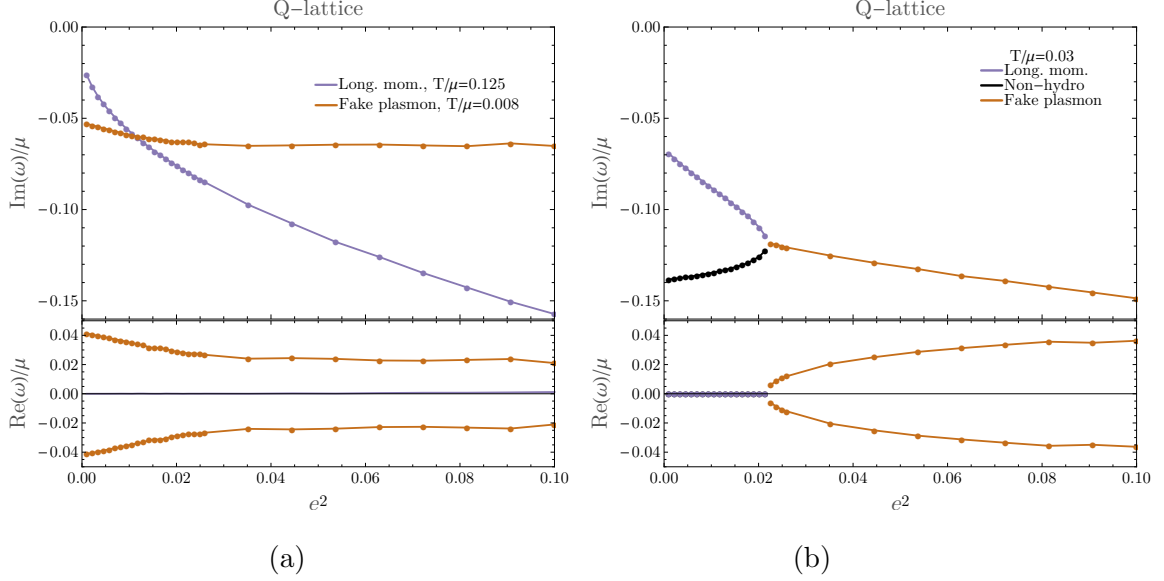 Q−lattice
0.00
−0.05
−0.10
−0.15
Im(ω)/μ
Long. mom., T/μ=0.125
Fake plasmon, T/μ=0.008
0.04
0.02
0.00
−0.02
−0.04
Re(ω)/μ
0.00 0.02 0.04 0.06 0.08 0.10
e²
(a)
Q−lattice
0.00
−0.05
−0.10
−0.15
Im(ω)/μ
T/μ=0.03
Long. mom.
Non−hydro
Fake plasmon
0.04
0.02
0.00
−0.02
−0.04
Re(ω)/μ
0.00 0.02 0.04 0.06 0.08 0.10
e²
(b)